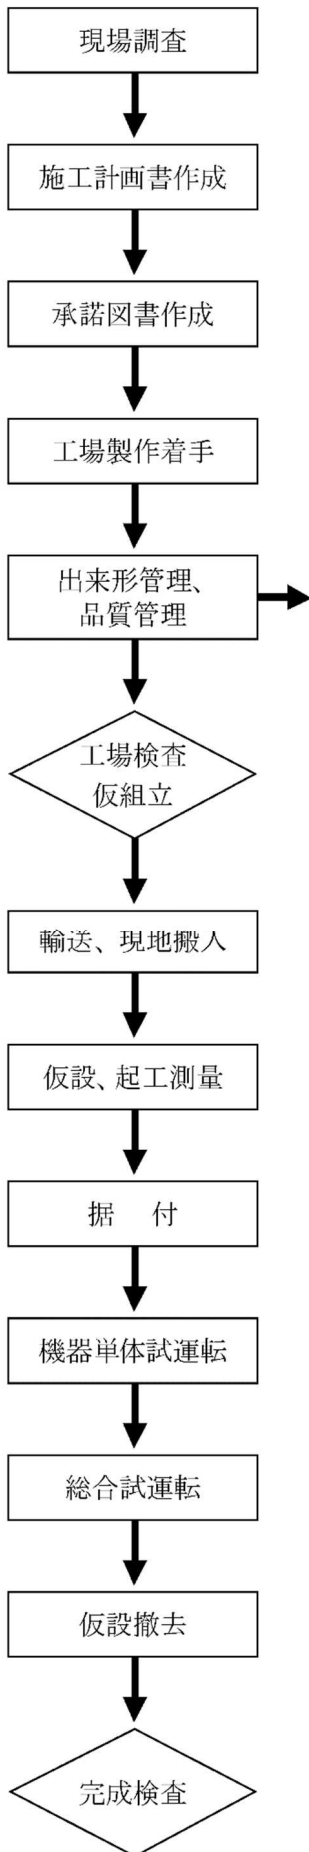 現場調査
施工計画書作成
承諾図書作成
工場製作着手
出来形管理、
品質管理
工場検査
仮組立
輸送、現地搬人
仮設、起工測量
据　付
機器単体試運転
総合試運転
仮設撤去
完成検査